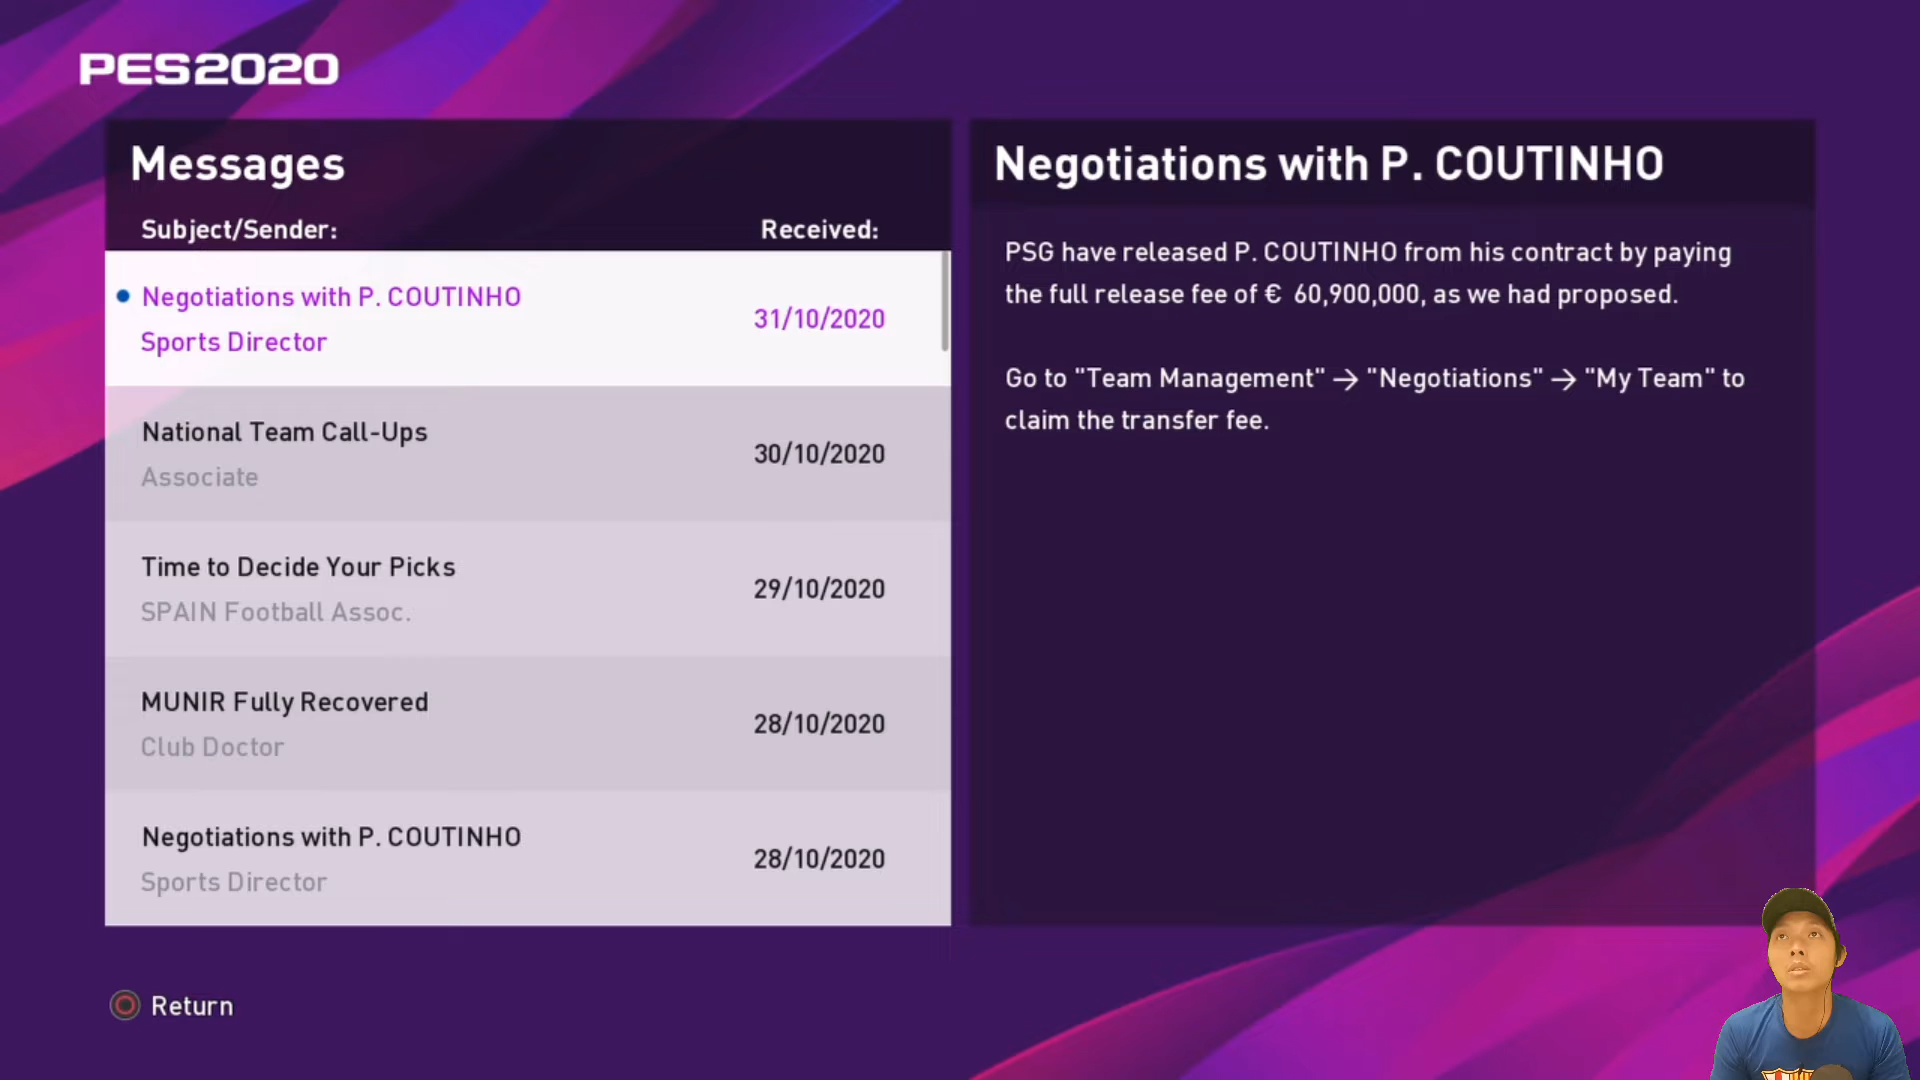 PES2020
Messages
Subject/Sender:
Received:
Negotiations with P. COUTINHO
Sports Director
31/10/2020
National Team Call-Ups
Associate
30/10/2020
Time to Decide Your Picks
SPAIN Football Assoc.
29/10/2020
MUNIR Fully Recovered
Club Doctor
28/10/2020
Negotiations with P. COUTINHO
Sports Director
28/10/2020
Negotiations with P. COUTINHO
PSG have released P. COUTINHO from his contract by paying
the full release fee of € 60,900,000, as we had proposed.
Go to "Team Management" → "Negotiations" → "My Team" to
claim the transfer fee.
Return